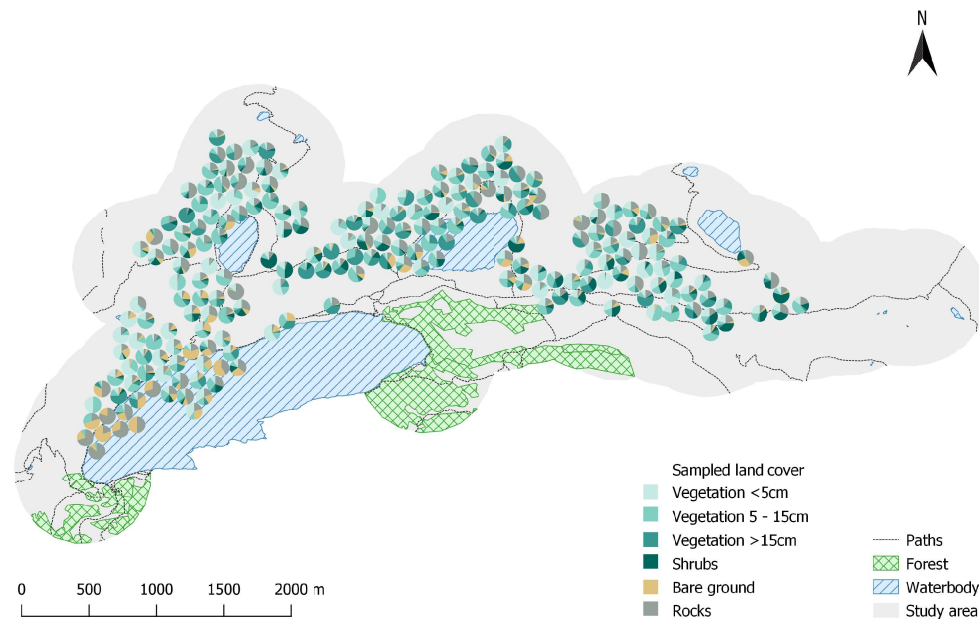 N
Sampled land cover
Vegetation <5cm
Vegetation 5 - 15cm
Vegetation >15cm
Shrubs
Bare ground
Rocks
Paths
Forest
Waterbody
Study area
0 500 1000 1500 2000 m